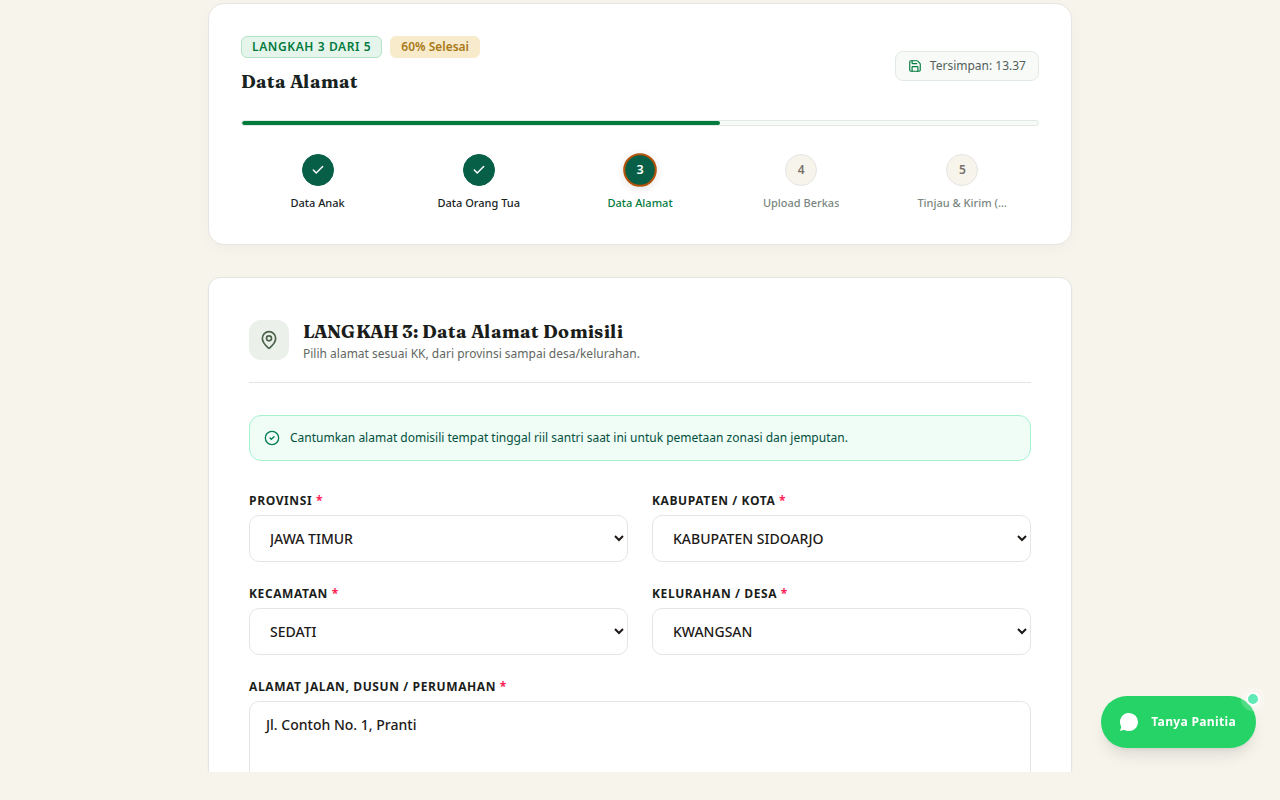 LANGKAH 3 DARI 5
60% Selesai
Data Alamat
Tersimpan: 13.37
3
4
5
Data Anak
Data Orang Tua
Data Alamat
Upload Berkas
Tinjau & Kirim (...
LANGKAH 3: Data Alamat Domisili
Pilih alamat sesuai KK, dari provinsi sampai desa/kelurahan.
Cantumkan alamat domisili tempat tinggal riil santri saat ini untuk pemetaan zonasi dan jemputan.
PROVINSI *
KABUPATEN / KOTA *
JAWA TIMUR
KABUPATEN SIDOARJO
KECAMATAN *
KELURAHAN / DESA *
SEDATI
KWANGSAN
ALAMAT JALAN, DUSUN / PERUMAHAN *
Jl. Contoh No. 1, Pranti
Tanya Panitia